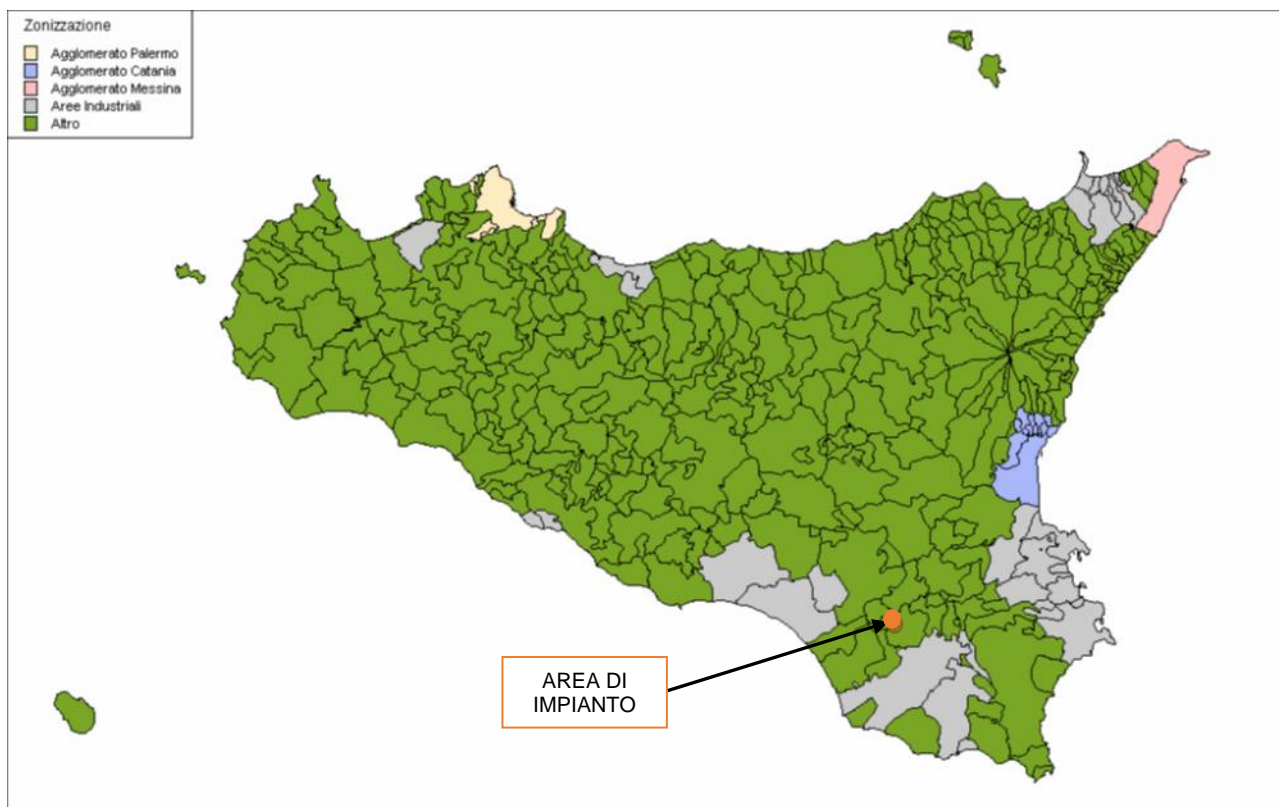 Zonizzazione
Agglomerato Palermo
Agglomerato Catania
Agglomerato Messina
Aree Industriali
Altro
AREA DI
IMPIANTO